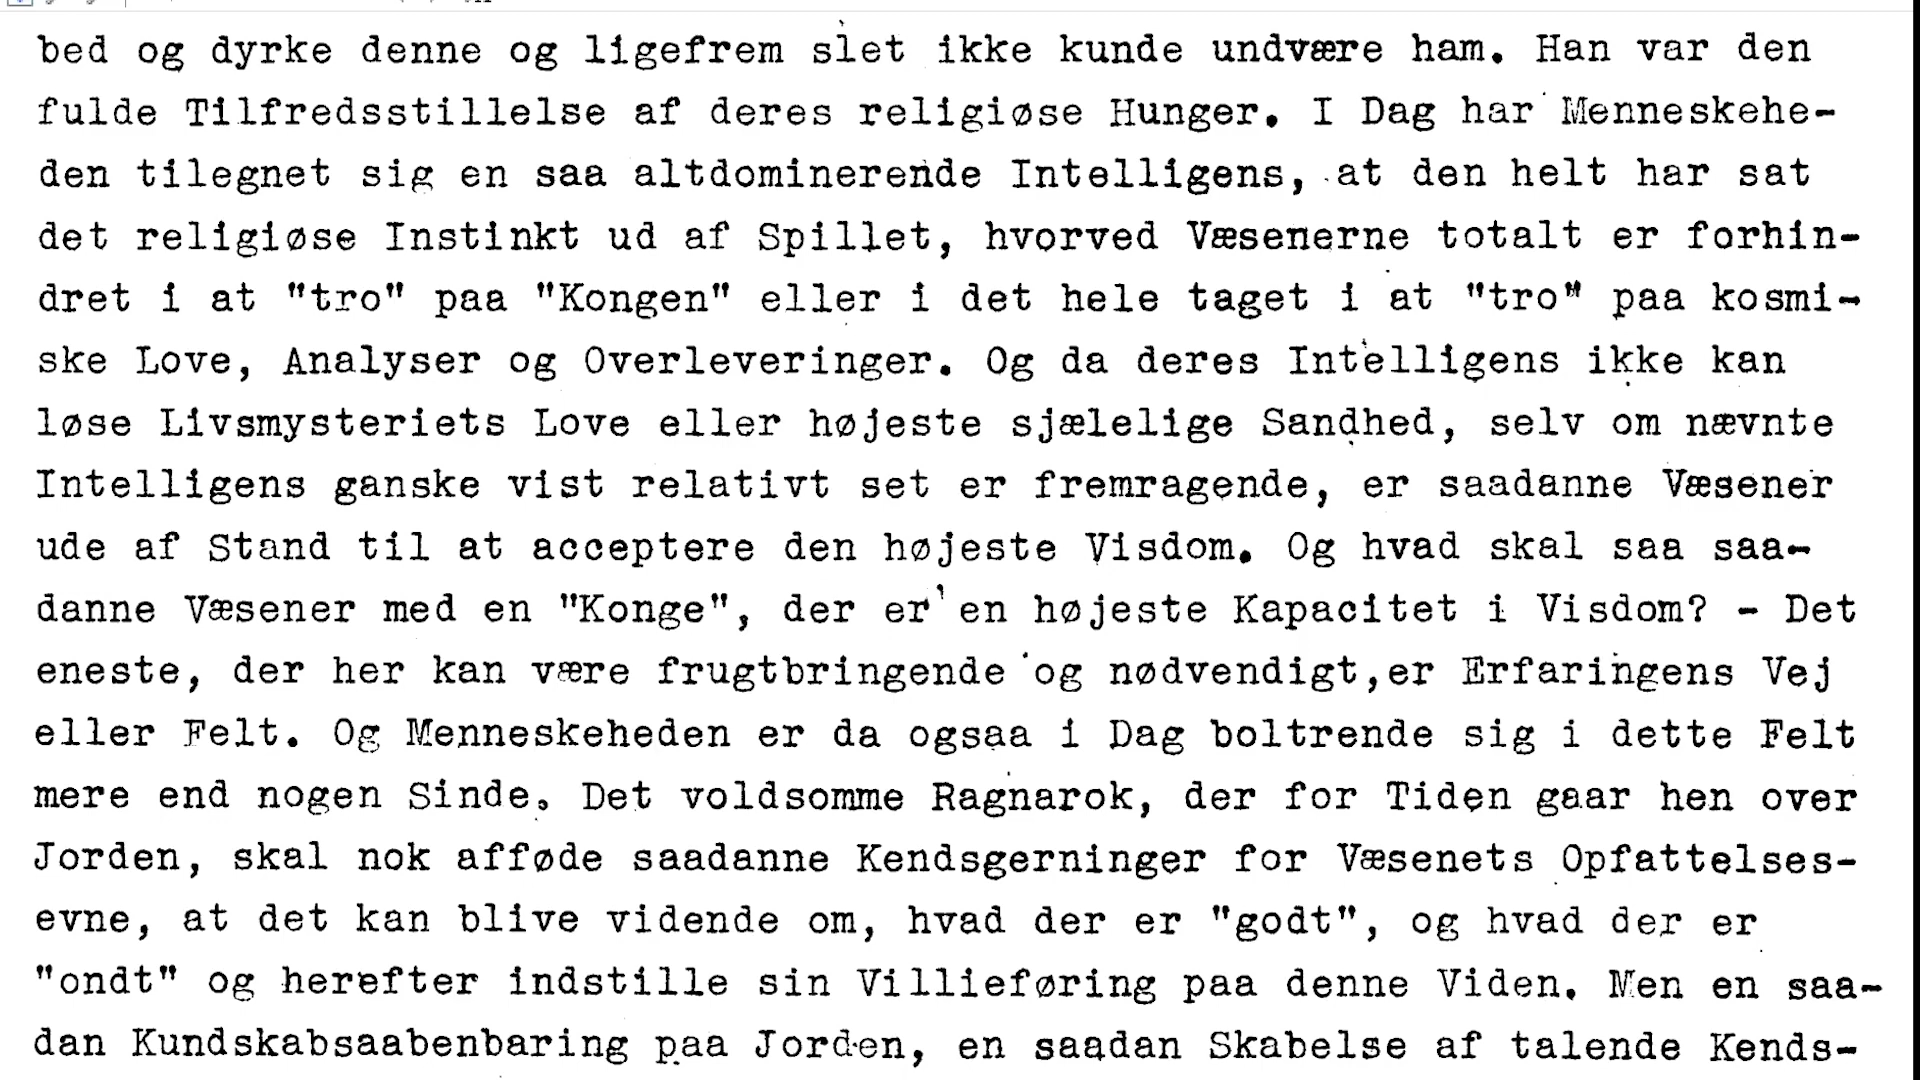 bed og dyrke denne og ligefrem slet ikke kunde undvære ham. Han var den
fulde Tilfredsstillelse af deres religiøse Hunger. I Dag har Menneskehe-
den tilegnet sig en saa altdominerende Intelligens, at den helt har sat
det religiøse Instinkt ud af Spillet, hvorved Væsenerne totalt er forhin-
dret i at "tro" paa "Kongen" eller i det hele taget i at "tro" paa kosmi-
ske Love, Analyser og Overleveringer. Og da deres Intelligens ikke kan
løse Livsmysteriets Love eller højeste sjælelige Sandhed, selv om nævnte
Intelligens ganske vist relativt set er fremragende, er saadanne Væsener
ude af Stand til at acceptere den højeste Visdom. Og hvad skal saa saa-
danne Væsener med en "Konge", der er en højeste Kapacitet i Visdom? - Det
eneste, der her kan være frugtbringende og nødvendigt,er Erfaringens Vej
eller Felt. Og Menneskeheden er da ogsaa i Dag boltrende sig i dette Felt
mere end nogen Sinde. Det voldsomme Ragnarok, der for Tiden gaar hen over
Jorden, skal nok afføde saadanne Kendsgerninger for Væsenets Opfattelses-
evne, at det kan blive vidende om, hvad der er "godt", og hvad der er
"ondt" og herefter indstille sin Villieføring paa denne Viden. Men en saa-
dan Kundskabsaabenbaring paa Jorden, en saadan Skabelse af talende Kends-